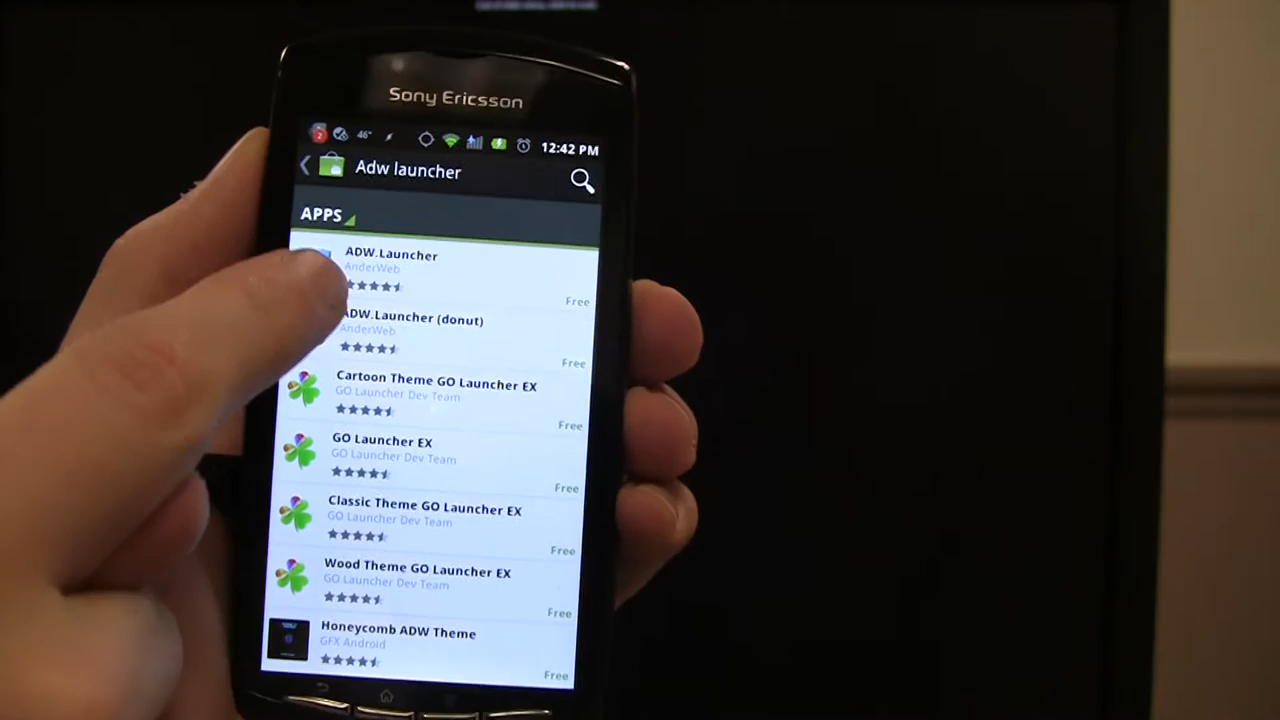 Sony Ericsson
2 46° 12:42 PM
Adw launcher
APPS
ADW.Launcher
AnderWeb
Free
ADW.Launcher (donut)
AnderWeb
Free
Cartoon Theme GO Launcher EX
GO Launcher Dev Team
Free
GO Launcher EX
GO Launcher Dev Team
Free
Classic Theme GO Launcher EX
GO Launcher Dev Team
Free
Wood Theme GO Launcher EX
GO Launcher Dev Team
Free
Honeycomb ADW Theme
GFX Android
Free